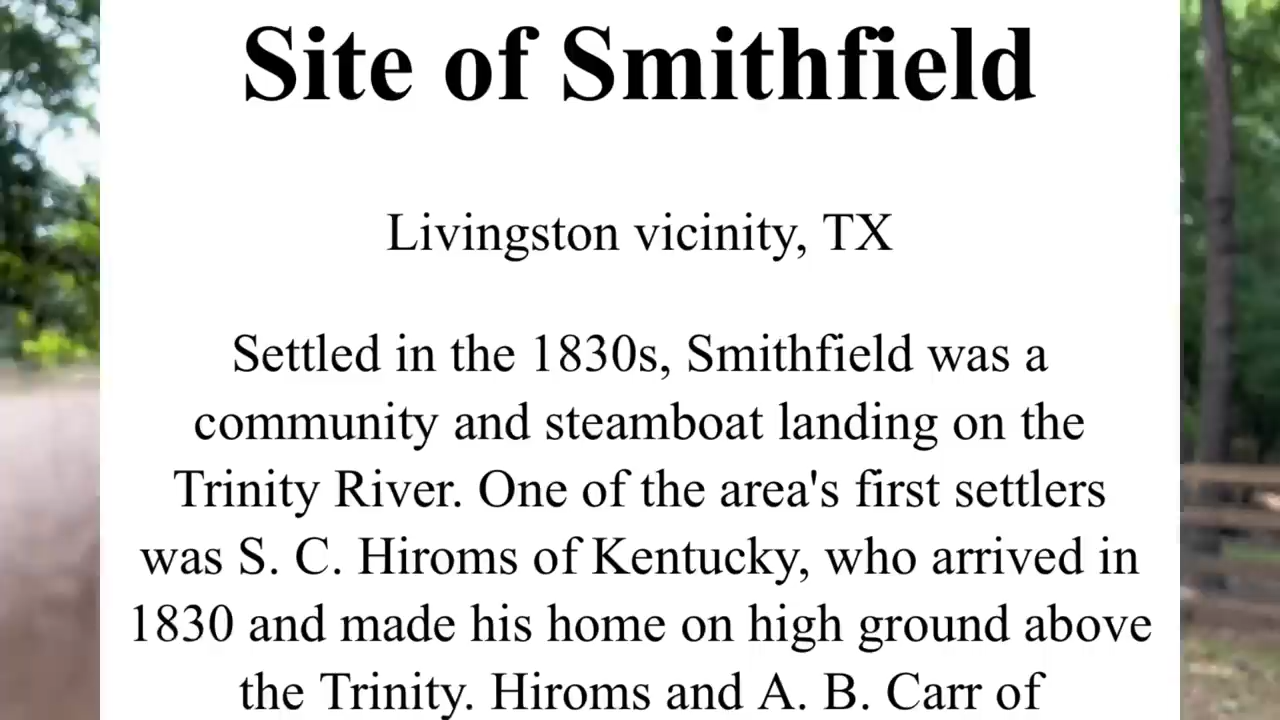 Site of Smithfield
Livingston vicinity, TX
Settled in the 1830s, Smithfield was a
community and steamboat landing on the
Trinity River. One of the area's first settlers
was S. C. Hiroms of Kentucky, who arrived in
1830 and made his home on high ground above
the Trinity. Hiroms and A. B. Carr of